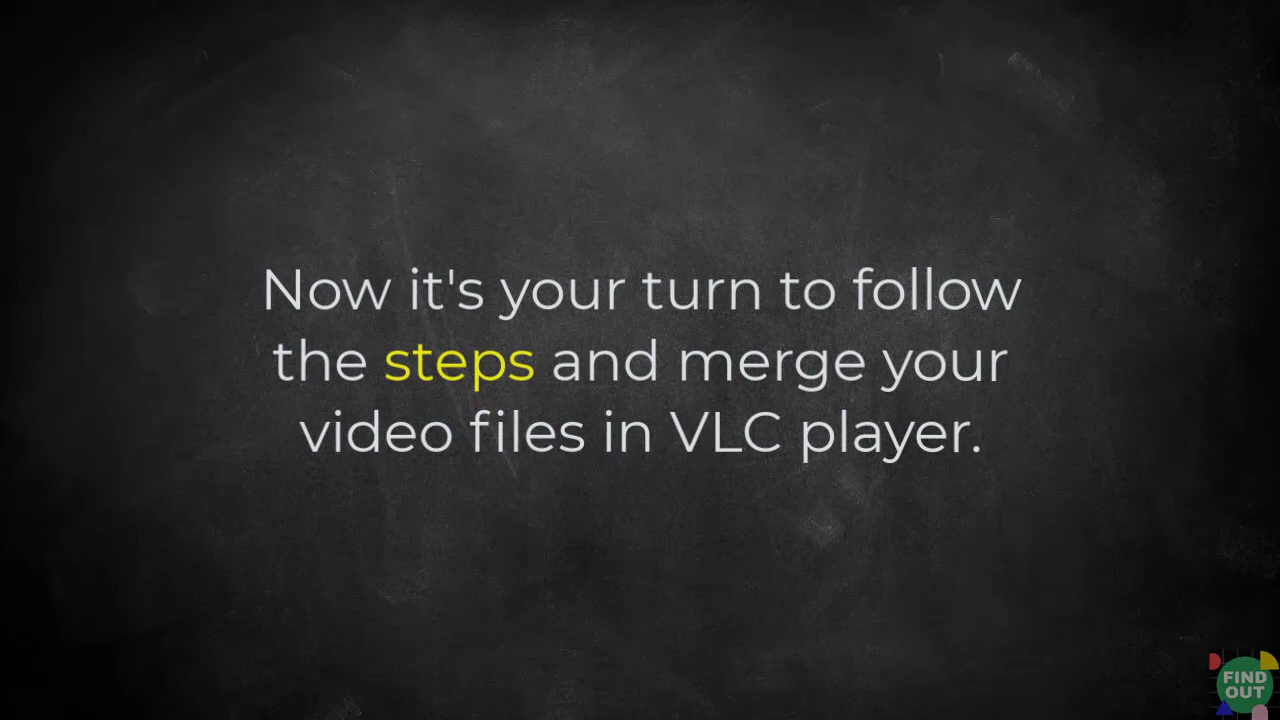 Now it's your turn to follow
the steps and merge your
video files in VLC player.
FIND
OUT